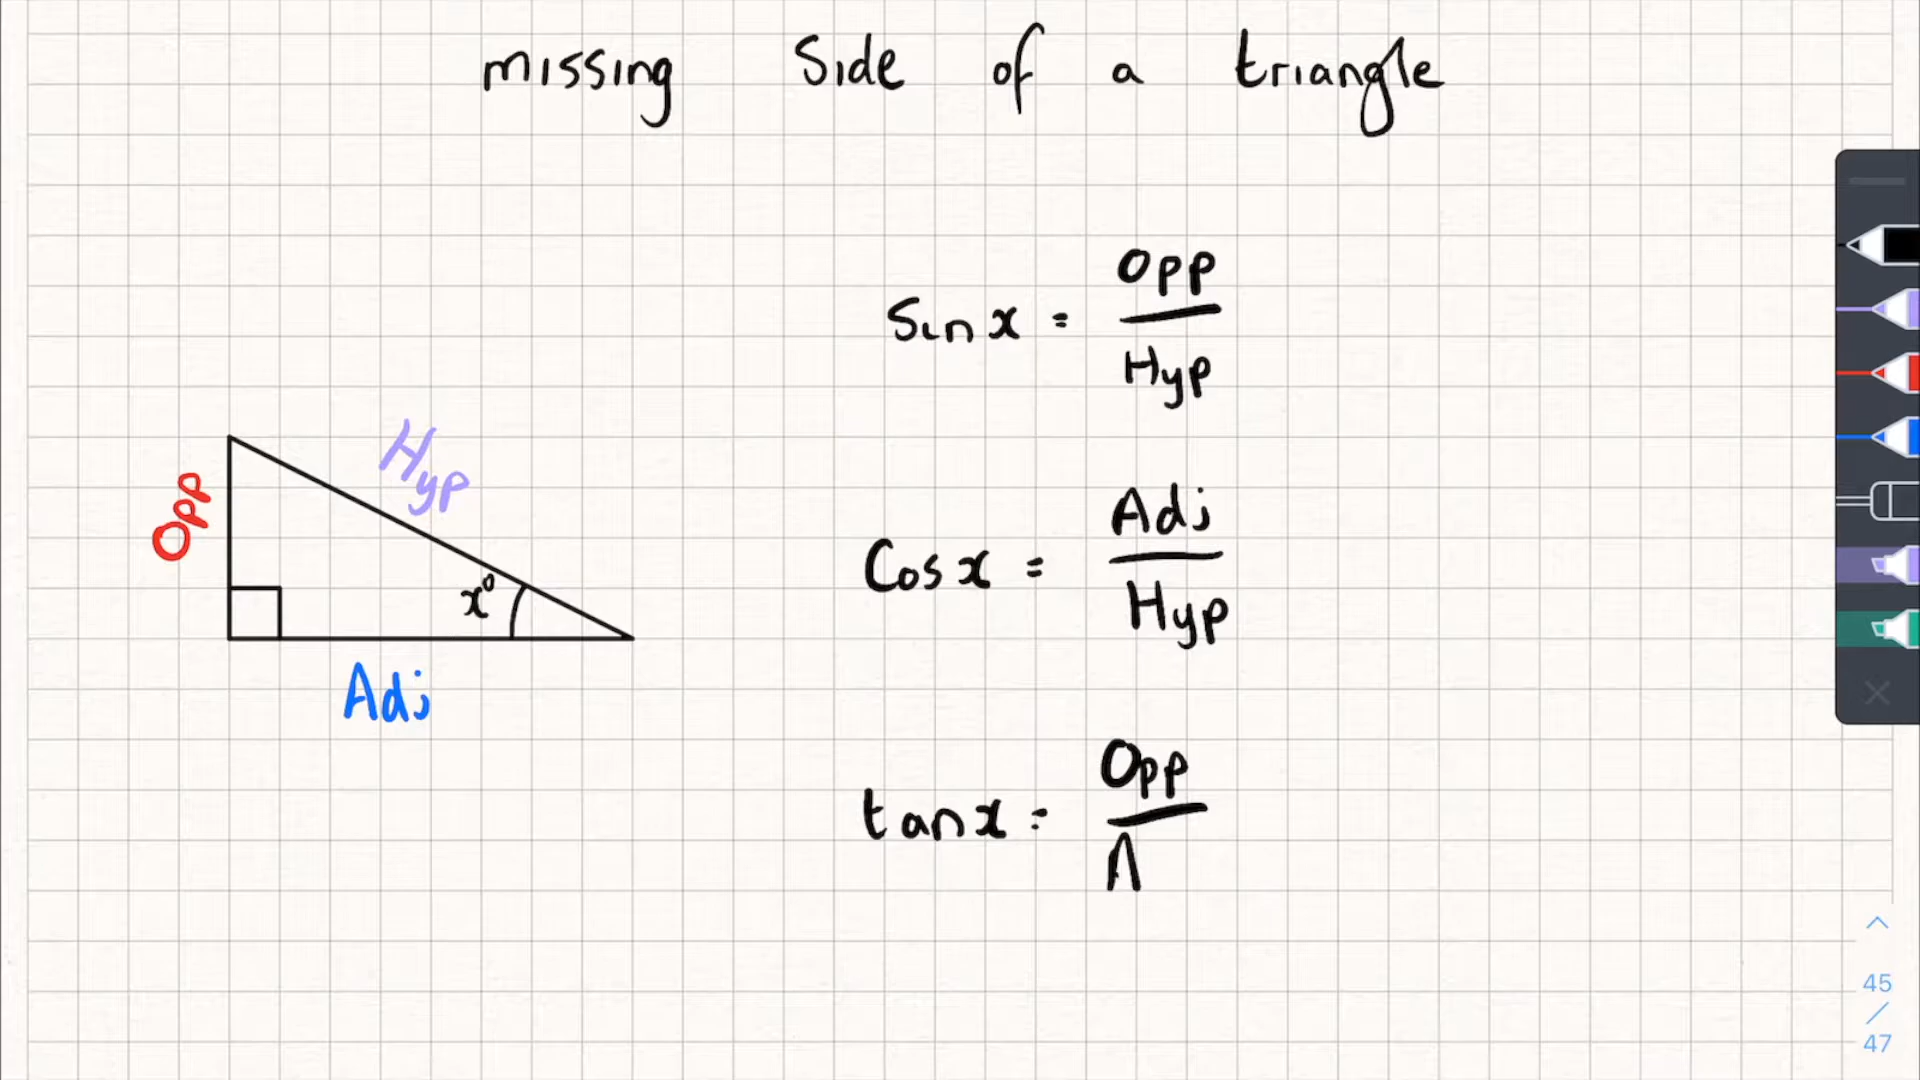 missing Side of a triangle
Sin x = Opp
Hyp
Hyp
Opp
Cos x = Adj
Hyp
x°
Adj
tan x = Opp
A
45
/
47